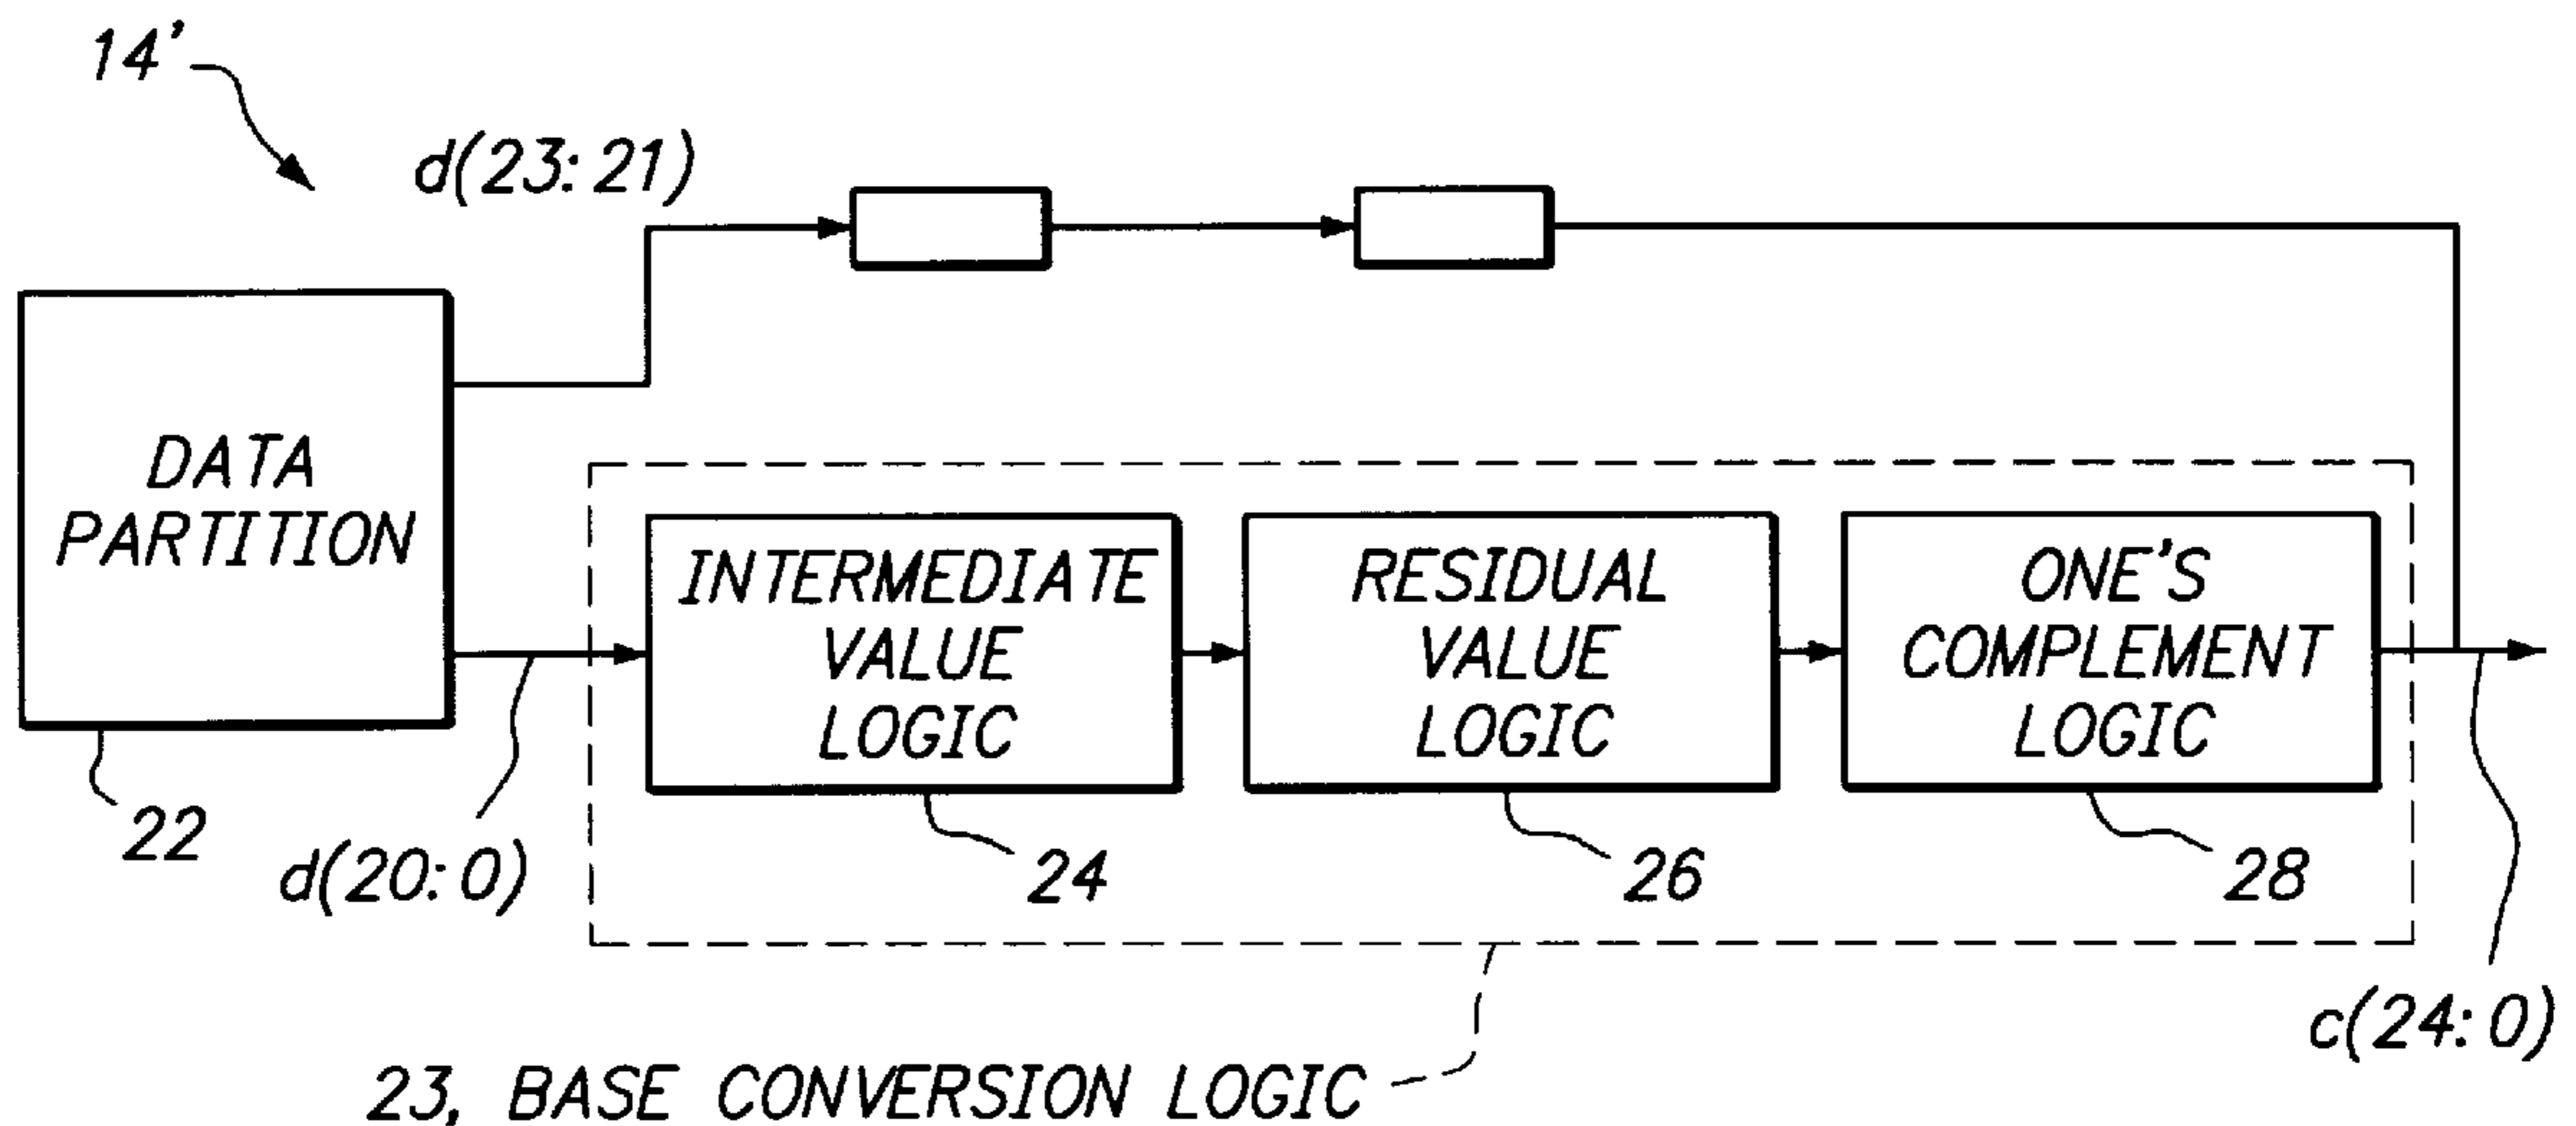 14'
d(23:21)
DATA
PARTITION
22
d(20:0)
INTERMEDIATE
VALUE
LOGIC
24
RESIDUAL
VALUE
LOGIC
26
ONE'S
COMPLEMENT
LOGIC
28
c(24:0)
23, BASE CONVERSION LOGIC